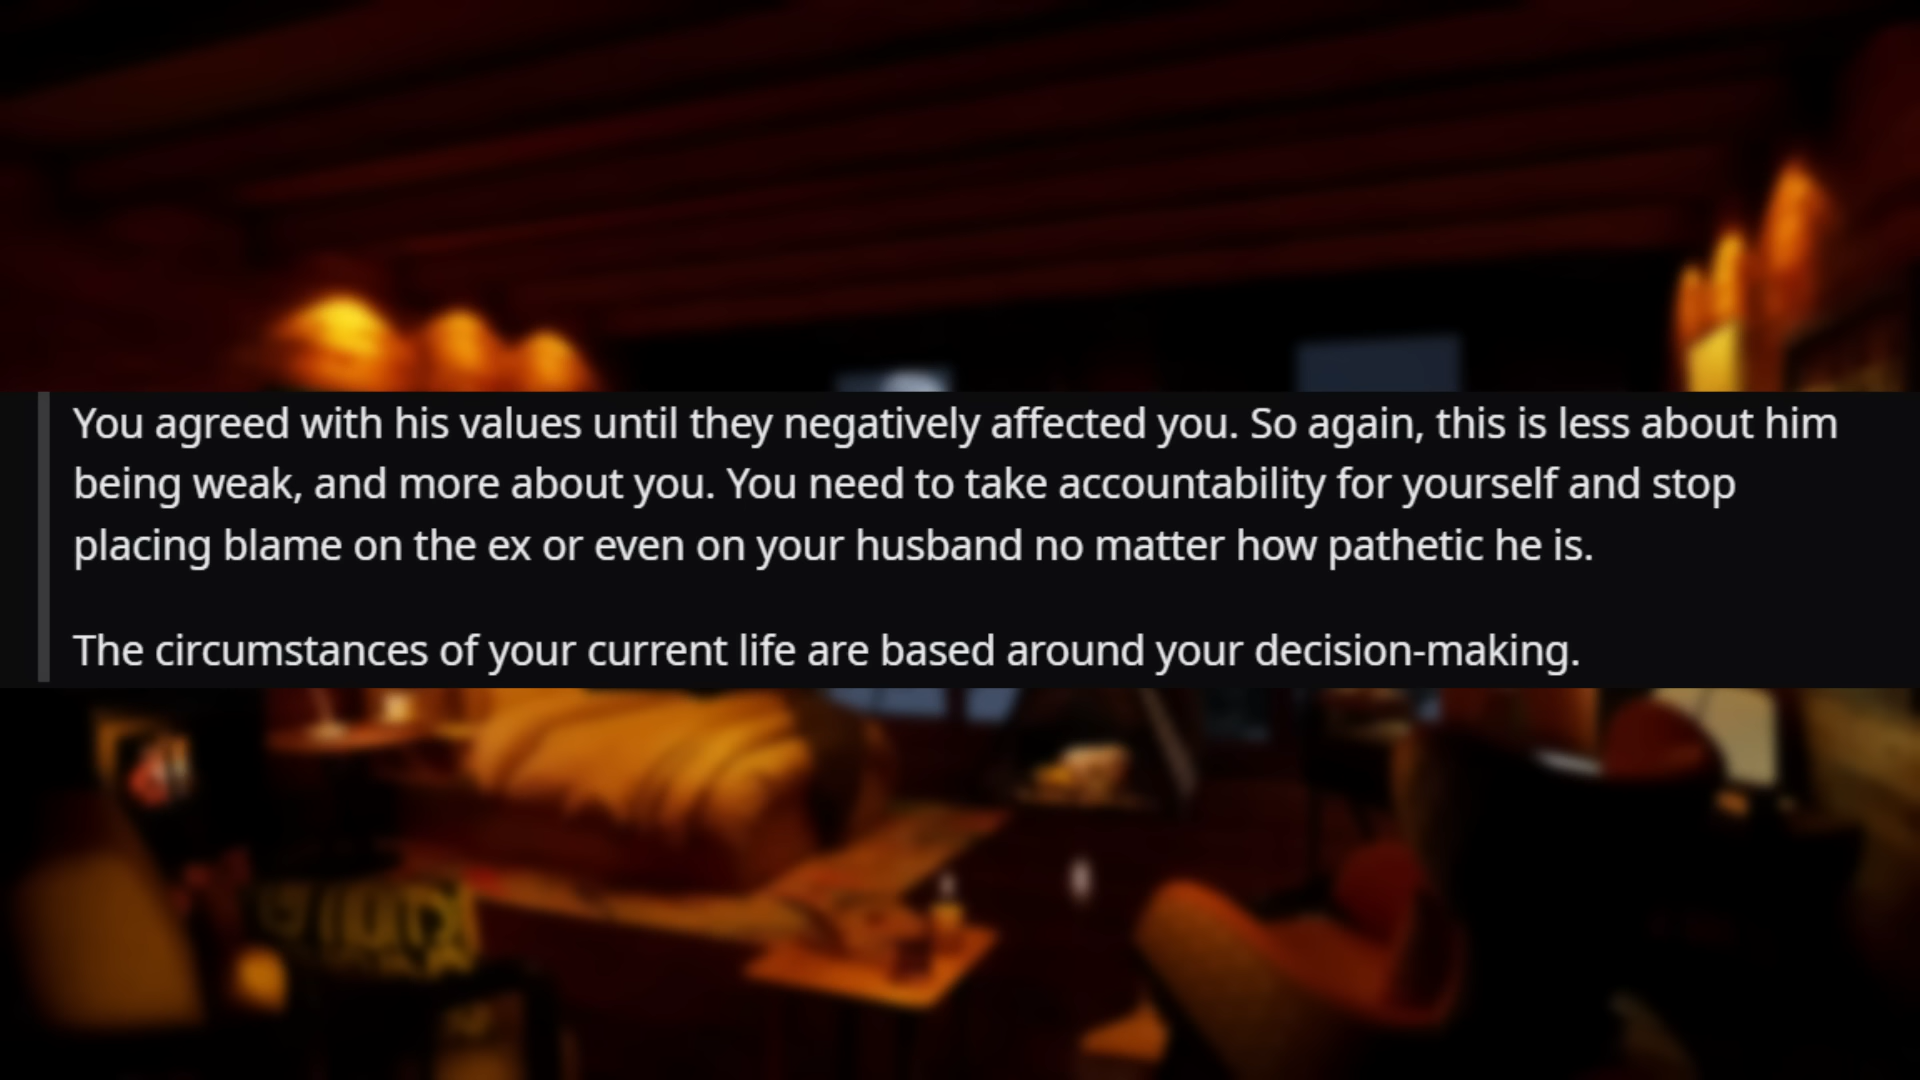 You agreed with his values until they negatively affected you. So again, this is less about him
being weak, and more about you. You need to take accountability for yourself and stop
placing blame on the ex or even on your husband no matter how pathetic he is.
The circumstances of your current life are based around your decision-making.